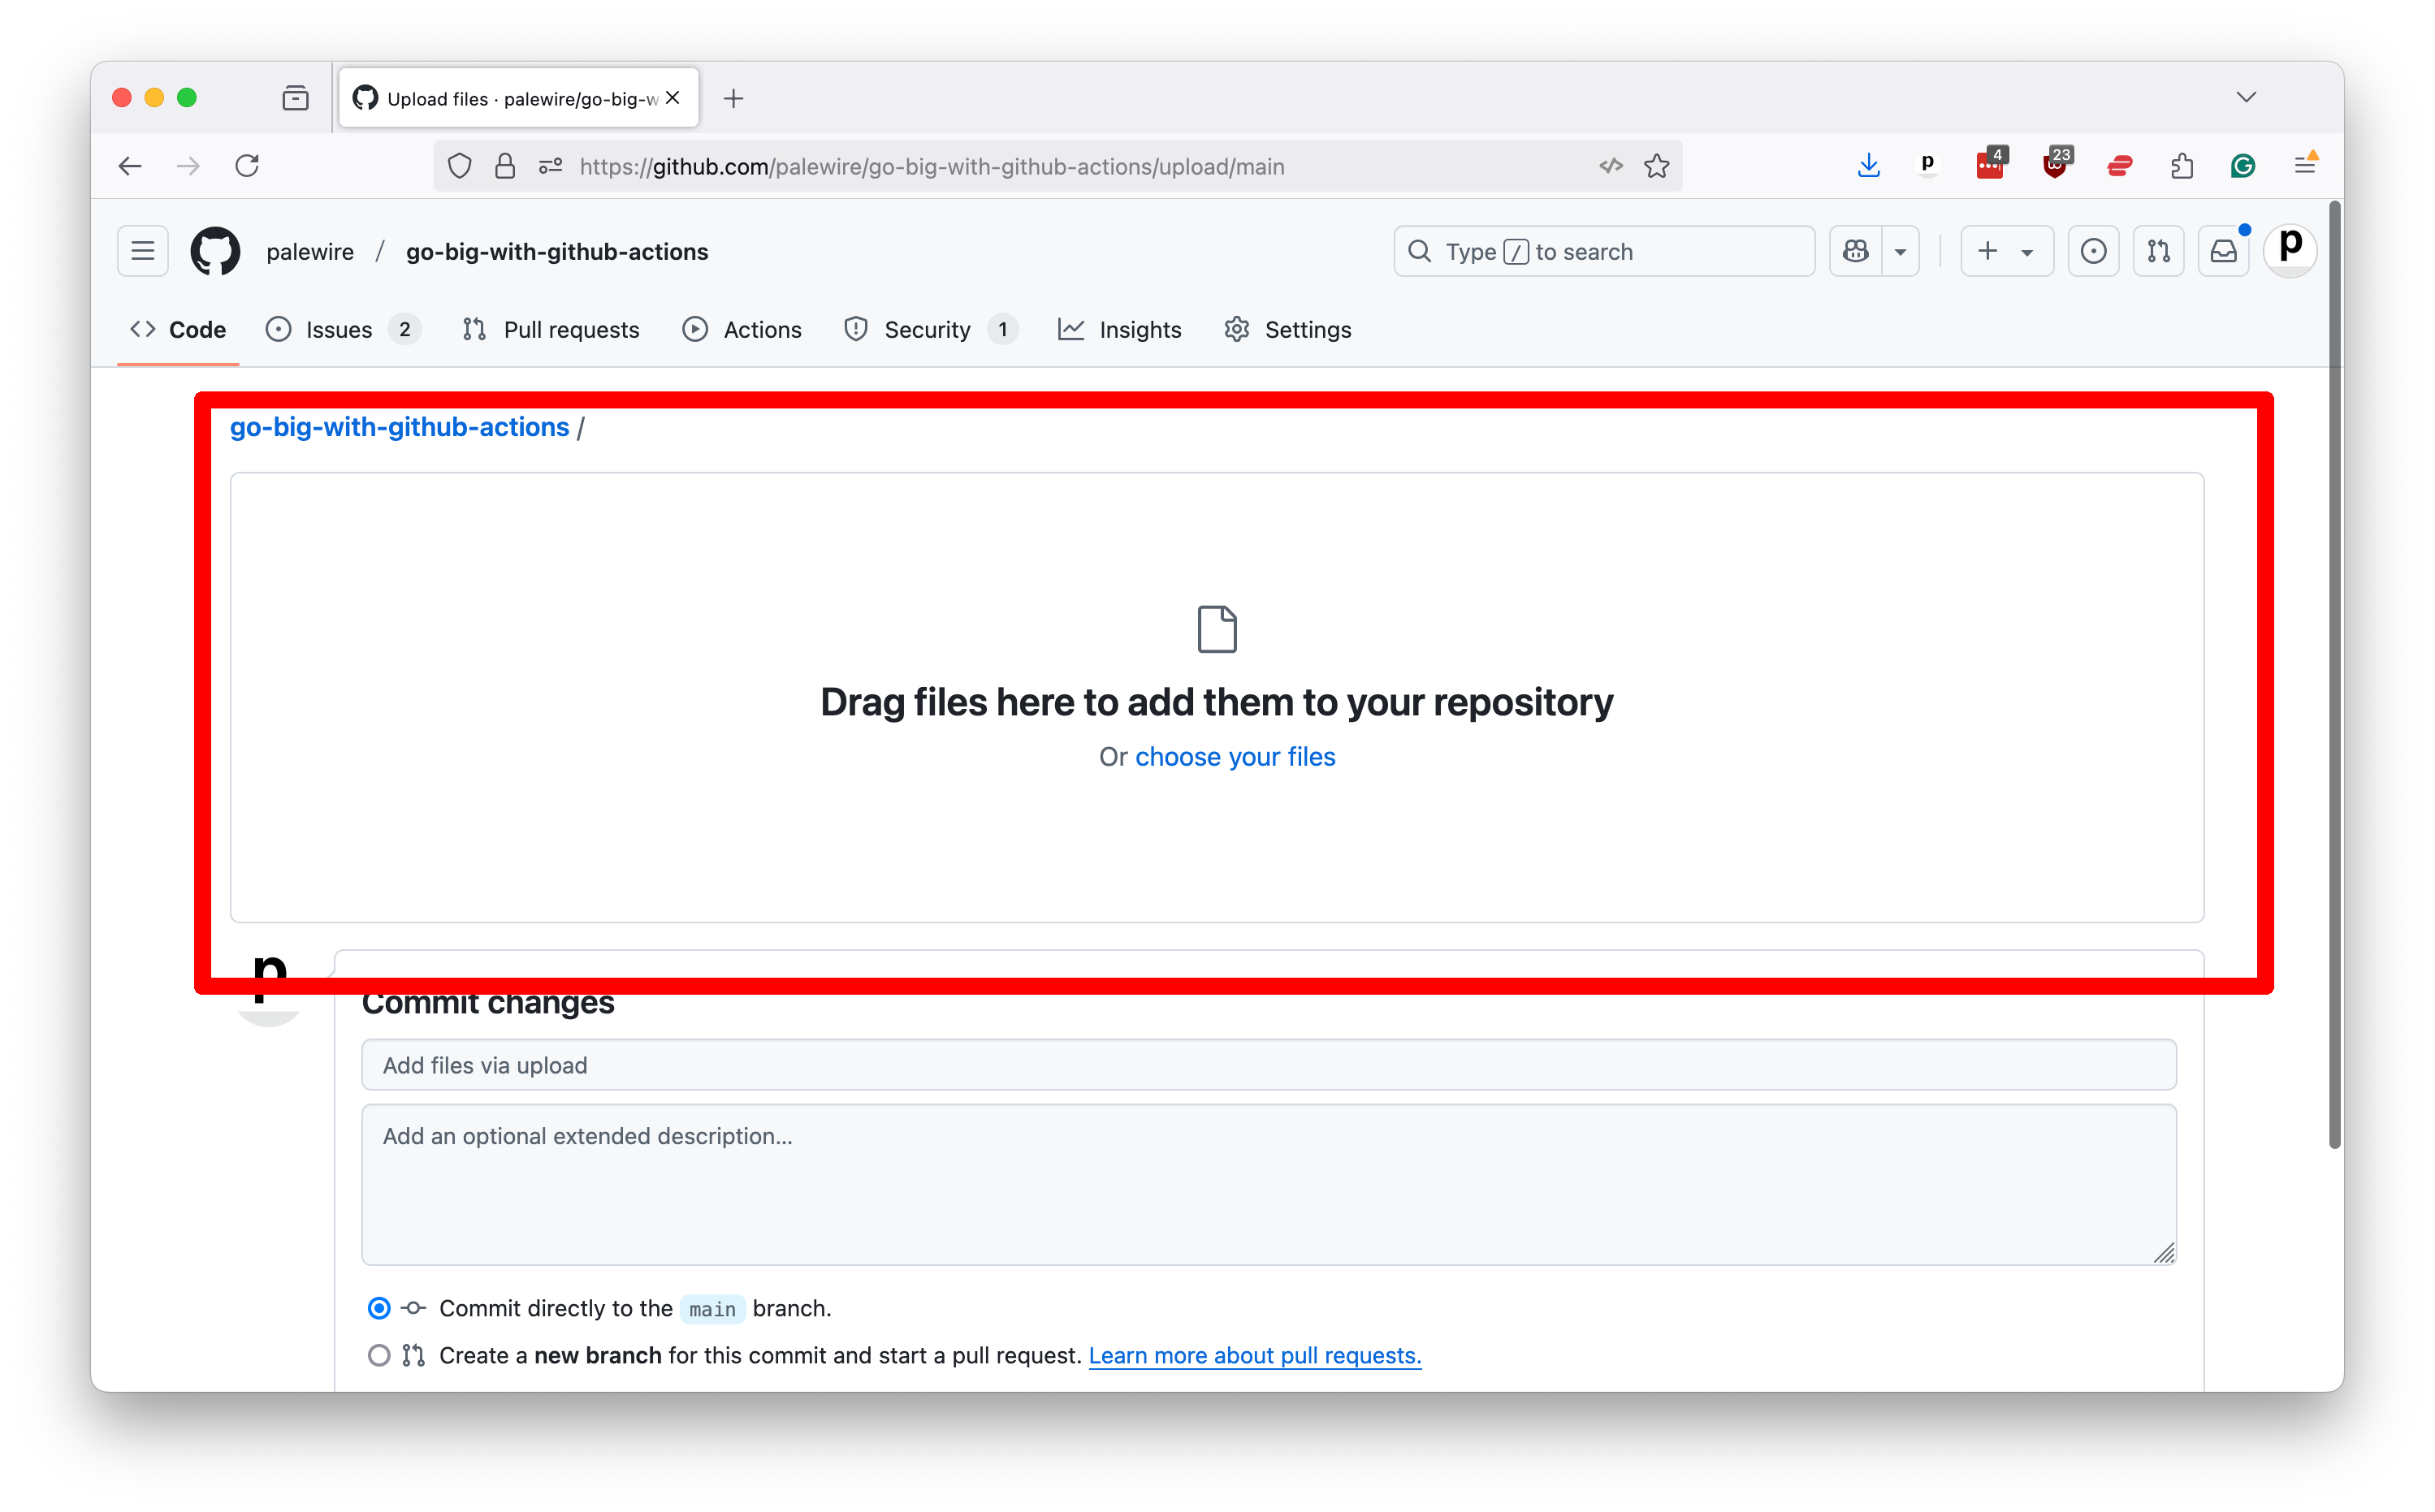 Upload files · palewire/go-big-w
https://github.com/palewire/go-big-with-github-actions/upload/main
4
23
palewire / go-big-with-github-actions
Type / to search
p
Code
Issues 2
Pull requests
Actions
Security 1
Insights
Settings
go-big-with-github-actions /
Drag files here to add them to your repository
Or choose your files
p
Commit changes
Add files via upload
Add an optional extended description...
Commit directly to the main branch.
Create a new branch for this commit and start a pull request. Learn more about pull requests.